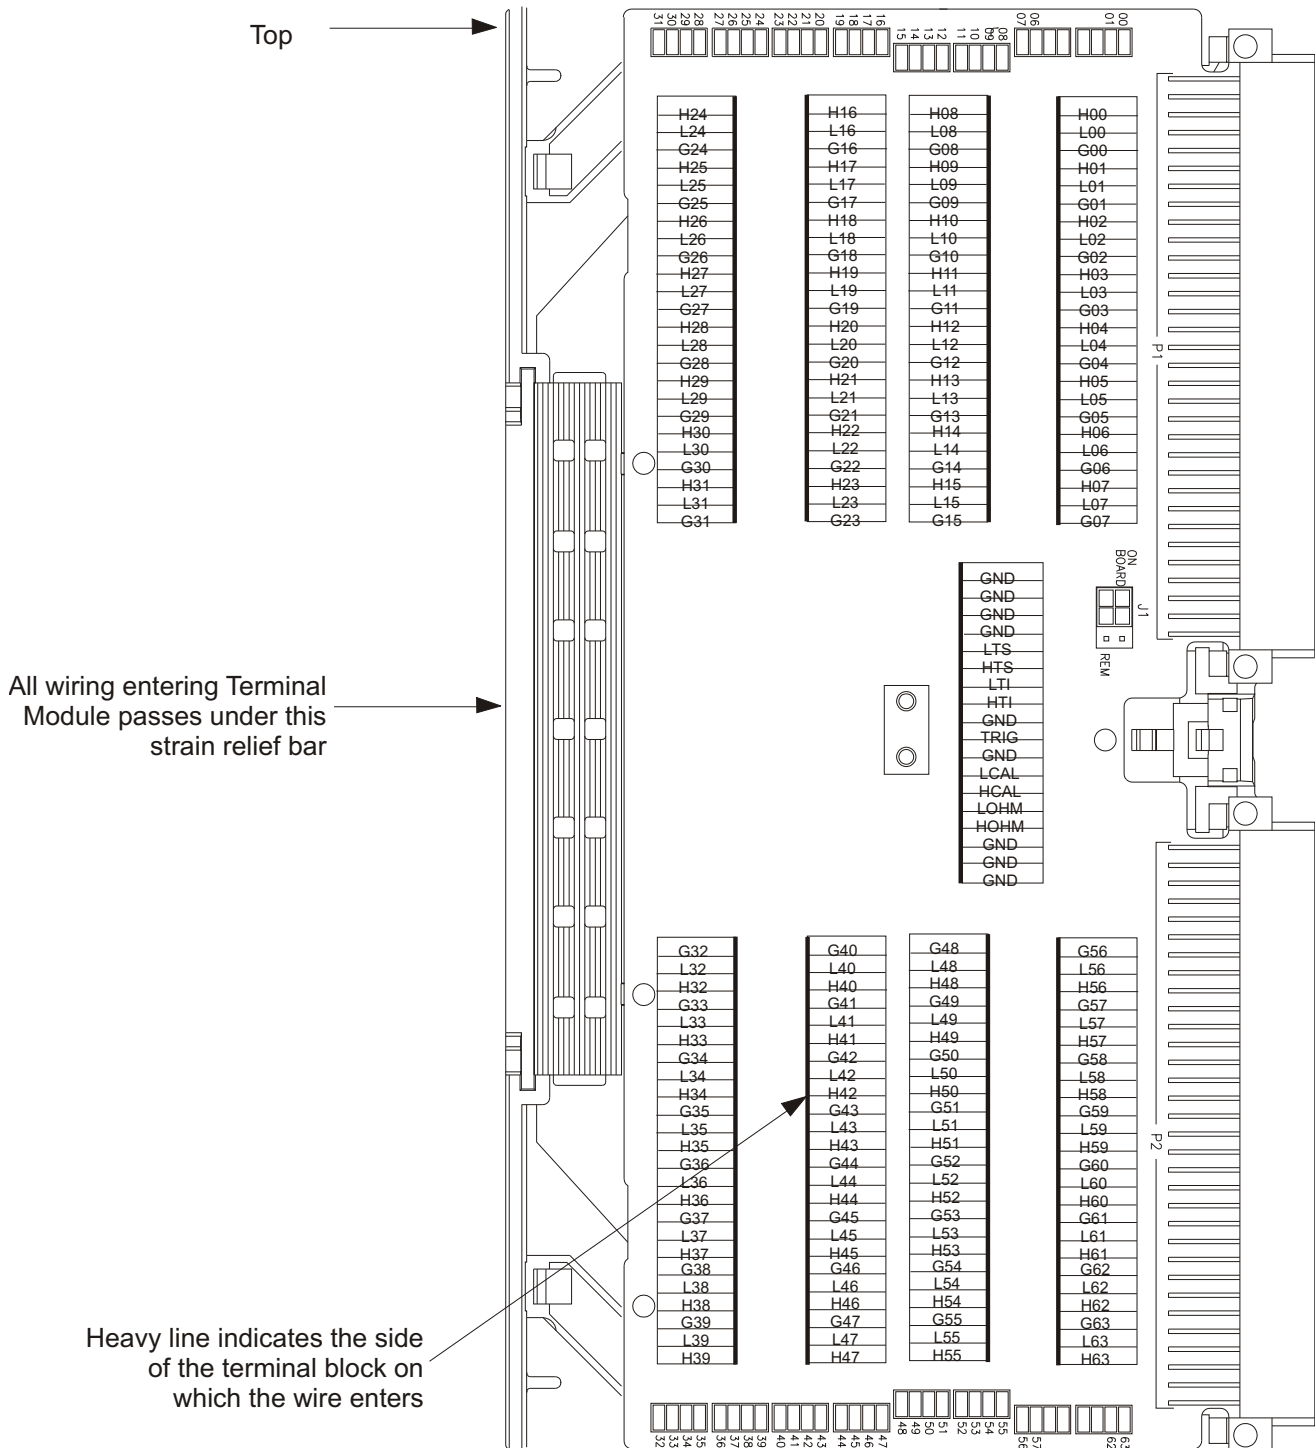 Top
31 30 29 28 27 26 25 24 23 22 21 20 19 18 17 16 15 14 13 12 11 10 09 08 07 06 01 00
H24
L24
G24
H25
L25
G25
H26
L26
G26
H27
L27
G27
H28
L28
G28
H29
L29
G29
H30
L30
G30
H31
L31
G31
H16
L16
G16
H17
L17
G17
H18
L18
G18
H19
L19
G19
H20
L20
G20
H21
L21
G21
H22
L22
G22
H23
L23
G23
H08
L08
G08
H09
L09
G09
H10
L10
G10
H11
L11
G11
H12
L12
G12
H13
L13
G13
H14
L14
G14
H15
L15
G15
H00
L00
G00
H01
L01
G01
H02
L02
G02
H03
L03
G03
H04
L04
G04
H05
L05
G05
H06
L06
G06
H07
L07
G07
P1
ON
BOARD
J1
REM
GND
GND
GND
GND
LTS
HTS
LTI
HTI
GND
TRIG
GND
LCAL
HCAL
LOHM
HOHM
GND
GND
GND
All wiring entering Terminal
Module passes under this
strain relief bar
G32
L32
H32
G33
L33
H33
G34
L34
H34
G35
L35
H35
G36
L36
H36
G37
L37
H37
G38
L38
H38
G39
L39
H39
G40
L40
H40
G41
L41
H41
G42
L42
H42
G43
L43
H43
G44
L44
H44
G45
L45
H45
G46
L46
H46
G47
L47
H47
G48
L48
H48
G49
L49
H49
G50
L50
H50
G51
L51
H51
G52
L52
H52
G53
L53
H53
G54
L54
H54
G55
L55
H55
G56
L56
H56
G57
L57
H57
G58
L58
H58
G59
L59
H59
G60
L60
H60
G61
L61
H61
G62
L62
H62
G63
L63
H63
P2
Heavy line indicates the side
of the terminal block on
which the wire enters
32 33 34 35 36 37 38 39 40 41 42 43 44 45 46 47 48 49 50 51 52 53 54 55 56 57 62 63